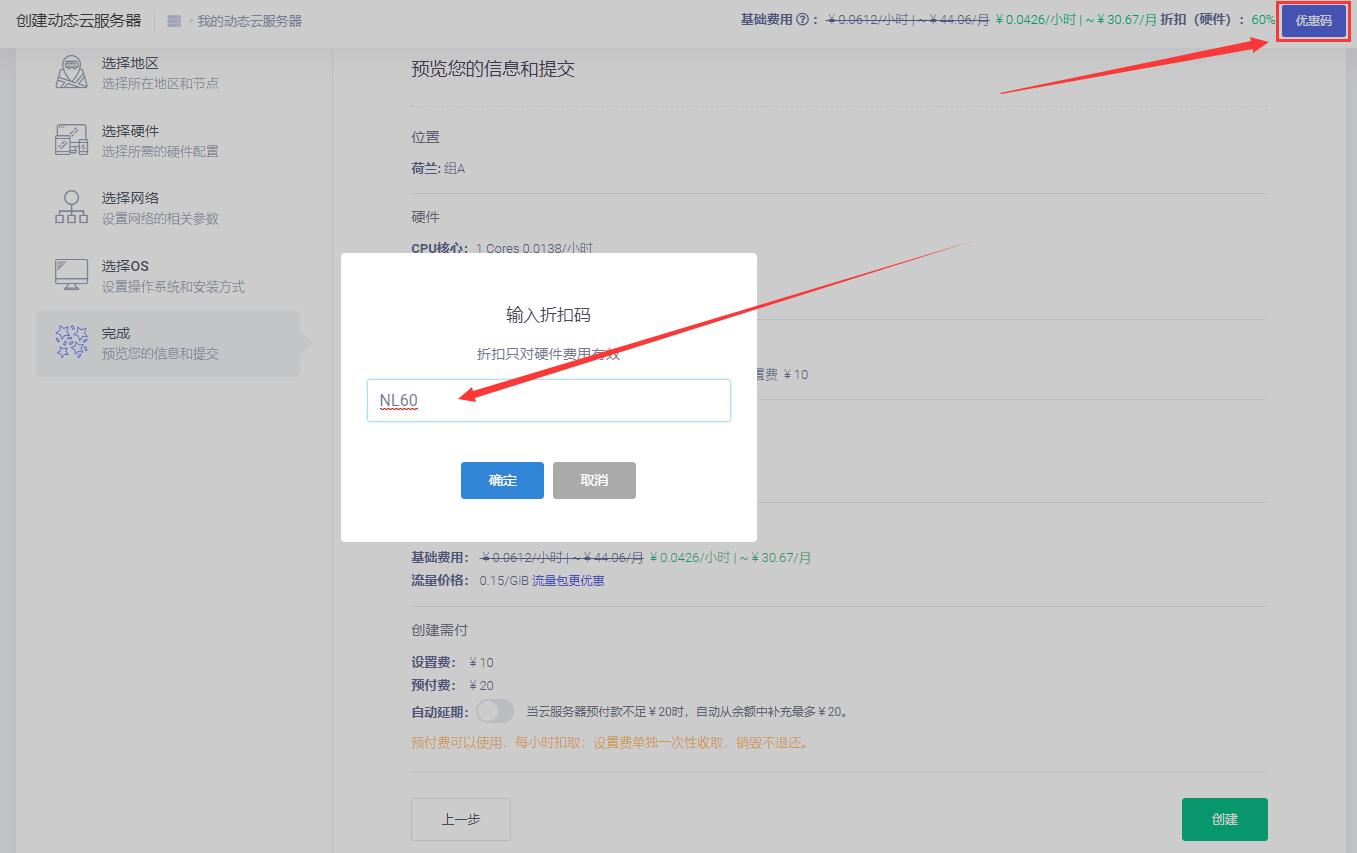 创建动态云服务器 • 我的动态云服务器 基础费用 ? : ¥ 0.0612/小时 | ~ ¥ 44.06/月 ¥ 0.0426/小时 | ~ ¥ 30.67/月 折扣（硬件）: 60% 优惠码
选择地区
选择所在地区和节点
选择硬件
选择所需的硬件配置
选择网络
设置网络的相关参数
选择OS
设置操作系统和安装方式
完成
预览您的信息和提交
预览您的信息和提交
位置
荷兰: 组A
硬件
CPU核心: 1 Cores 0.0138/小时
输入折扣码
折扣只对硬件费用有效
NL60
确定 取消
置费 ¥ 10
基础费用: ¥ 0.0612/小时 | ~ ¥ 44.06/月 ¥ 0.0426/小时 | ~ ¥ 30.67/月
流量价格: 0.15/GiB 流量包更优惠
创建需付
设置费: ¥ 10
预付费: ¥ 20
自动延期: 当云服务器预付款不足¥20时，自动从余额中补充最多¥20。
预付费可以使用，每小时扣取；设置费单独一次性收取，销毁不退还。
上一步 创建